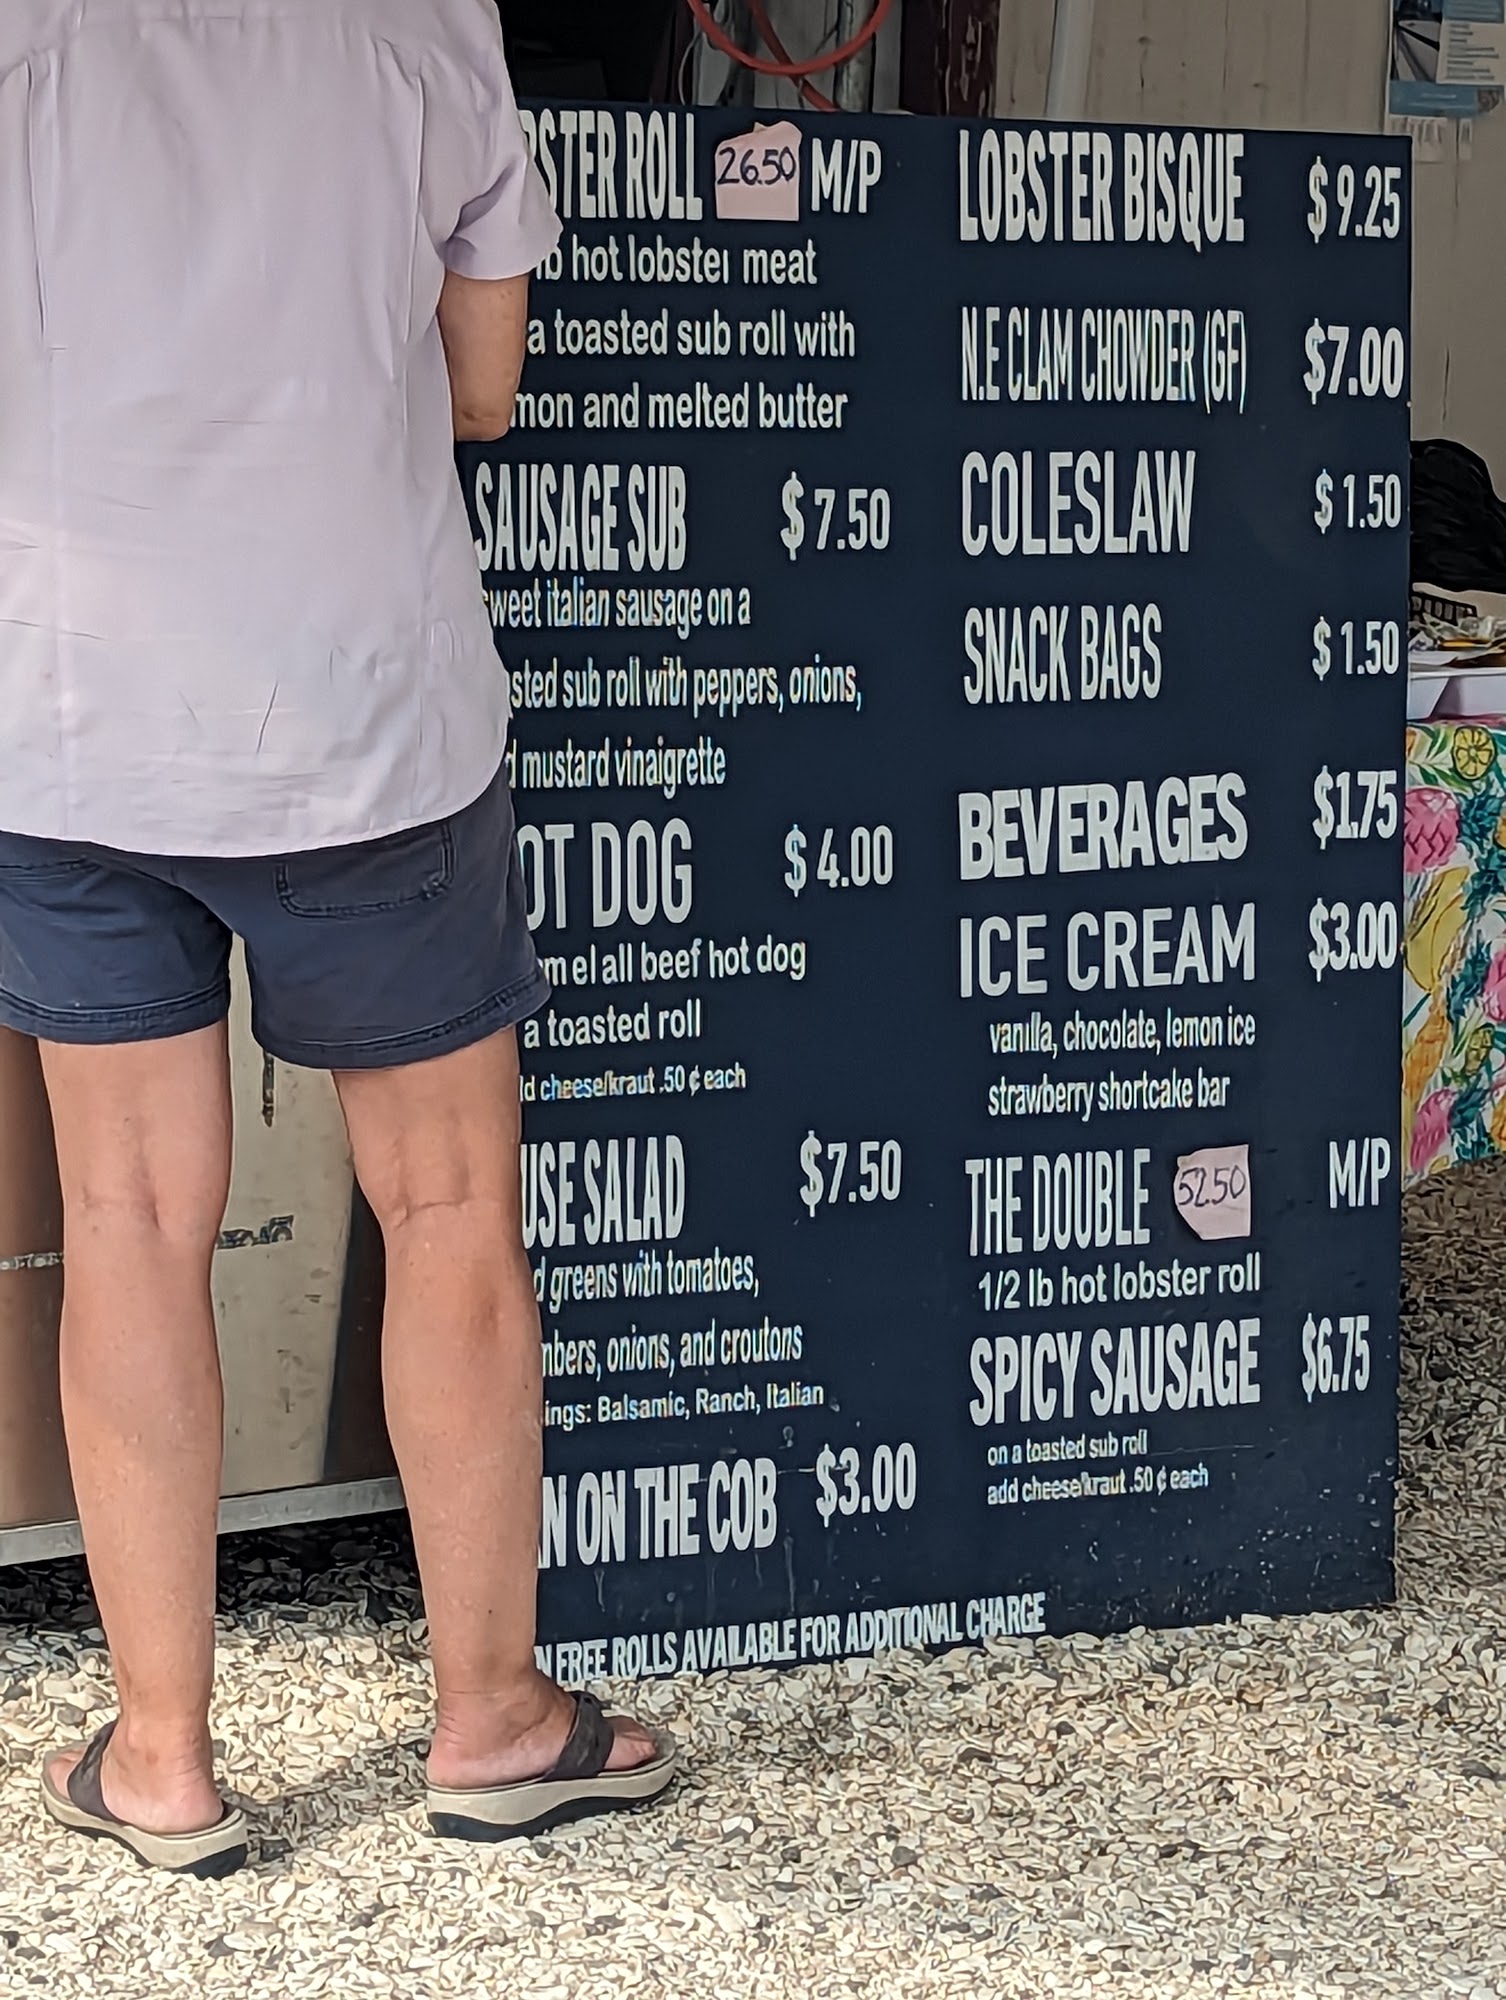 STER ROLL 26.50 M/P
lb hot lobster meat
a toasted sub roll with
mon and melted butter
SAUSAGE SUB $7.50
sweet italian sausage on a
sted sub roll with peppers, onions,
d mustard vinaigrette
OT DOG $4.00
mel all beef hot dog
a toasted roll
ld cheese/kraut .50 ¢ each
USE SALAD $7.50
d greens with tomatoes,
mbers, onions, and croutons
ings: Balsamic, Ranch, Italian
N ON THE COB $3.00
N FREE ROLLS AVAILABLE FOR ADDITIONAL CHARGE
LOBSTER BISQUE $9.25
N.E CLAM CHOWDER (GF) $7.00
COLESLAW $1.50
SNACK BAGS $1.50
BEVERAGES $1.75
ICE CREAM $3.00
vanilla, chocolate, lemon ice
strawberry shortcake bar
THE DOUBLE 52.50 M/P
1/2 lb hot lobster roll
SPICY SAUSAGE $6.75
on a toasted sub roll
add cheese/kraut .50 ¢ each